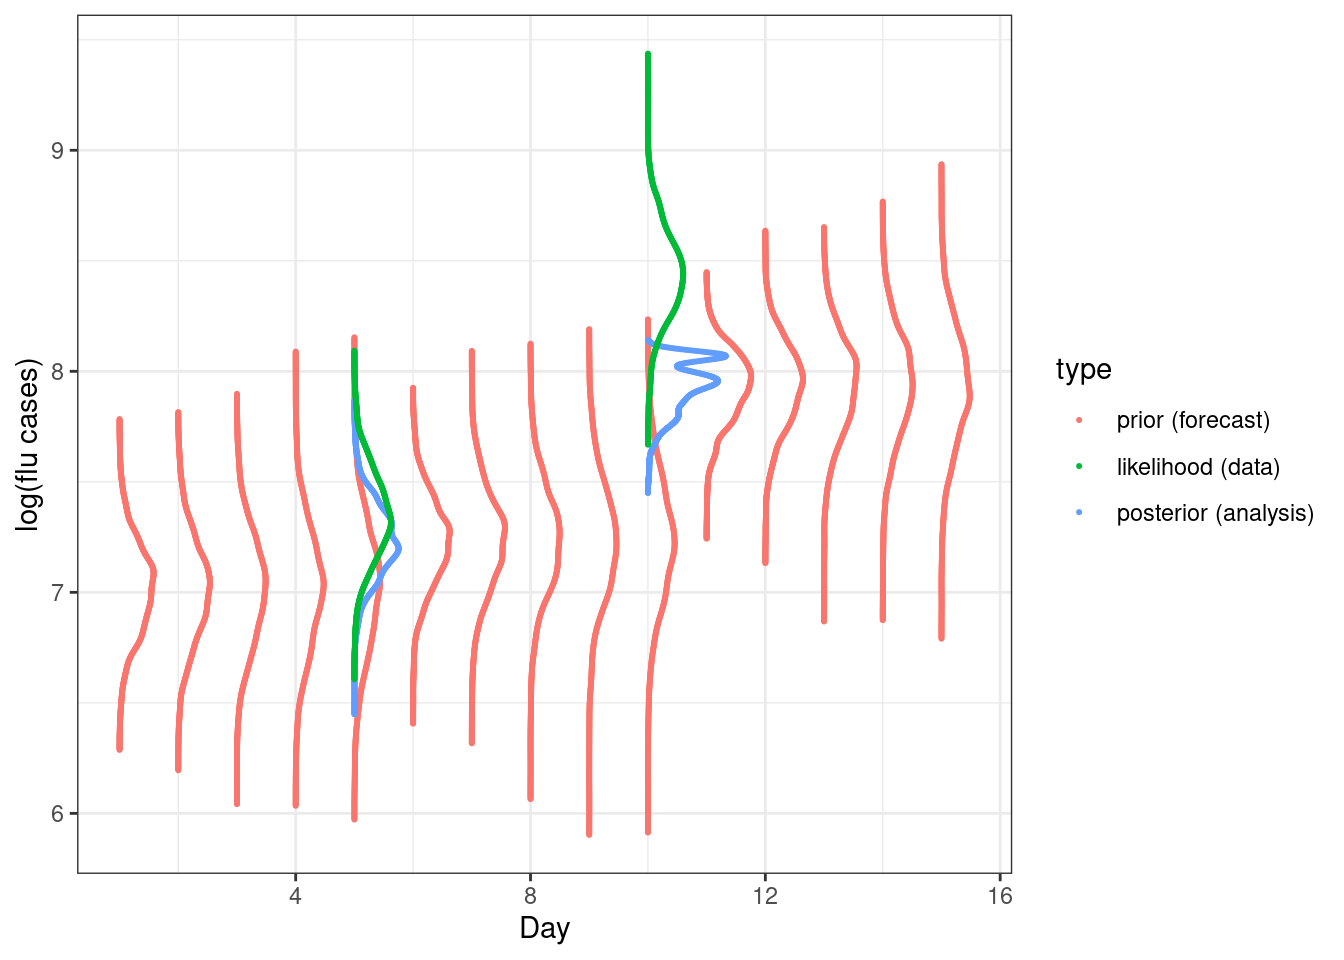 9
8
7
6
log(flu cases)
4
8
12
16
Day
type
prior (forecast)
likelihood (data)
posterior (analysis)